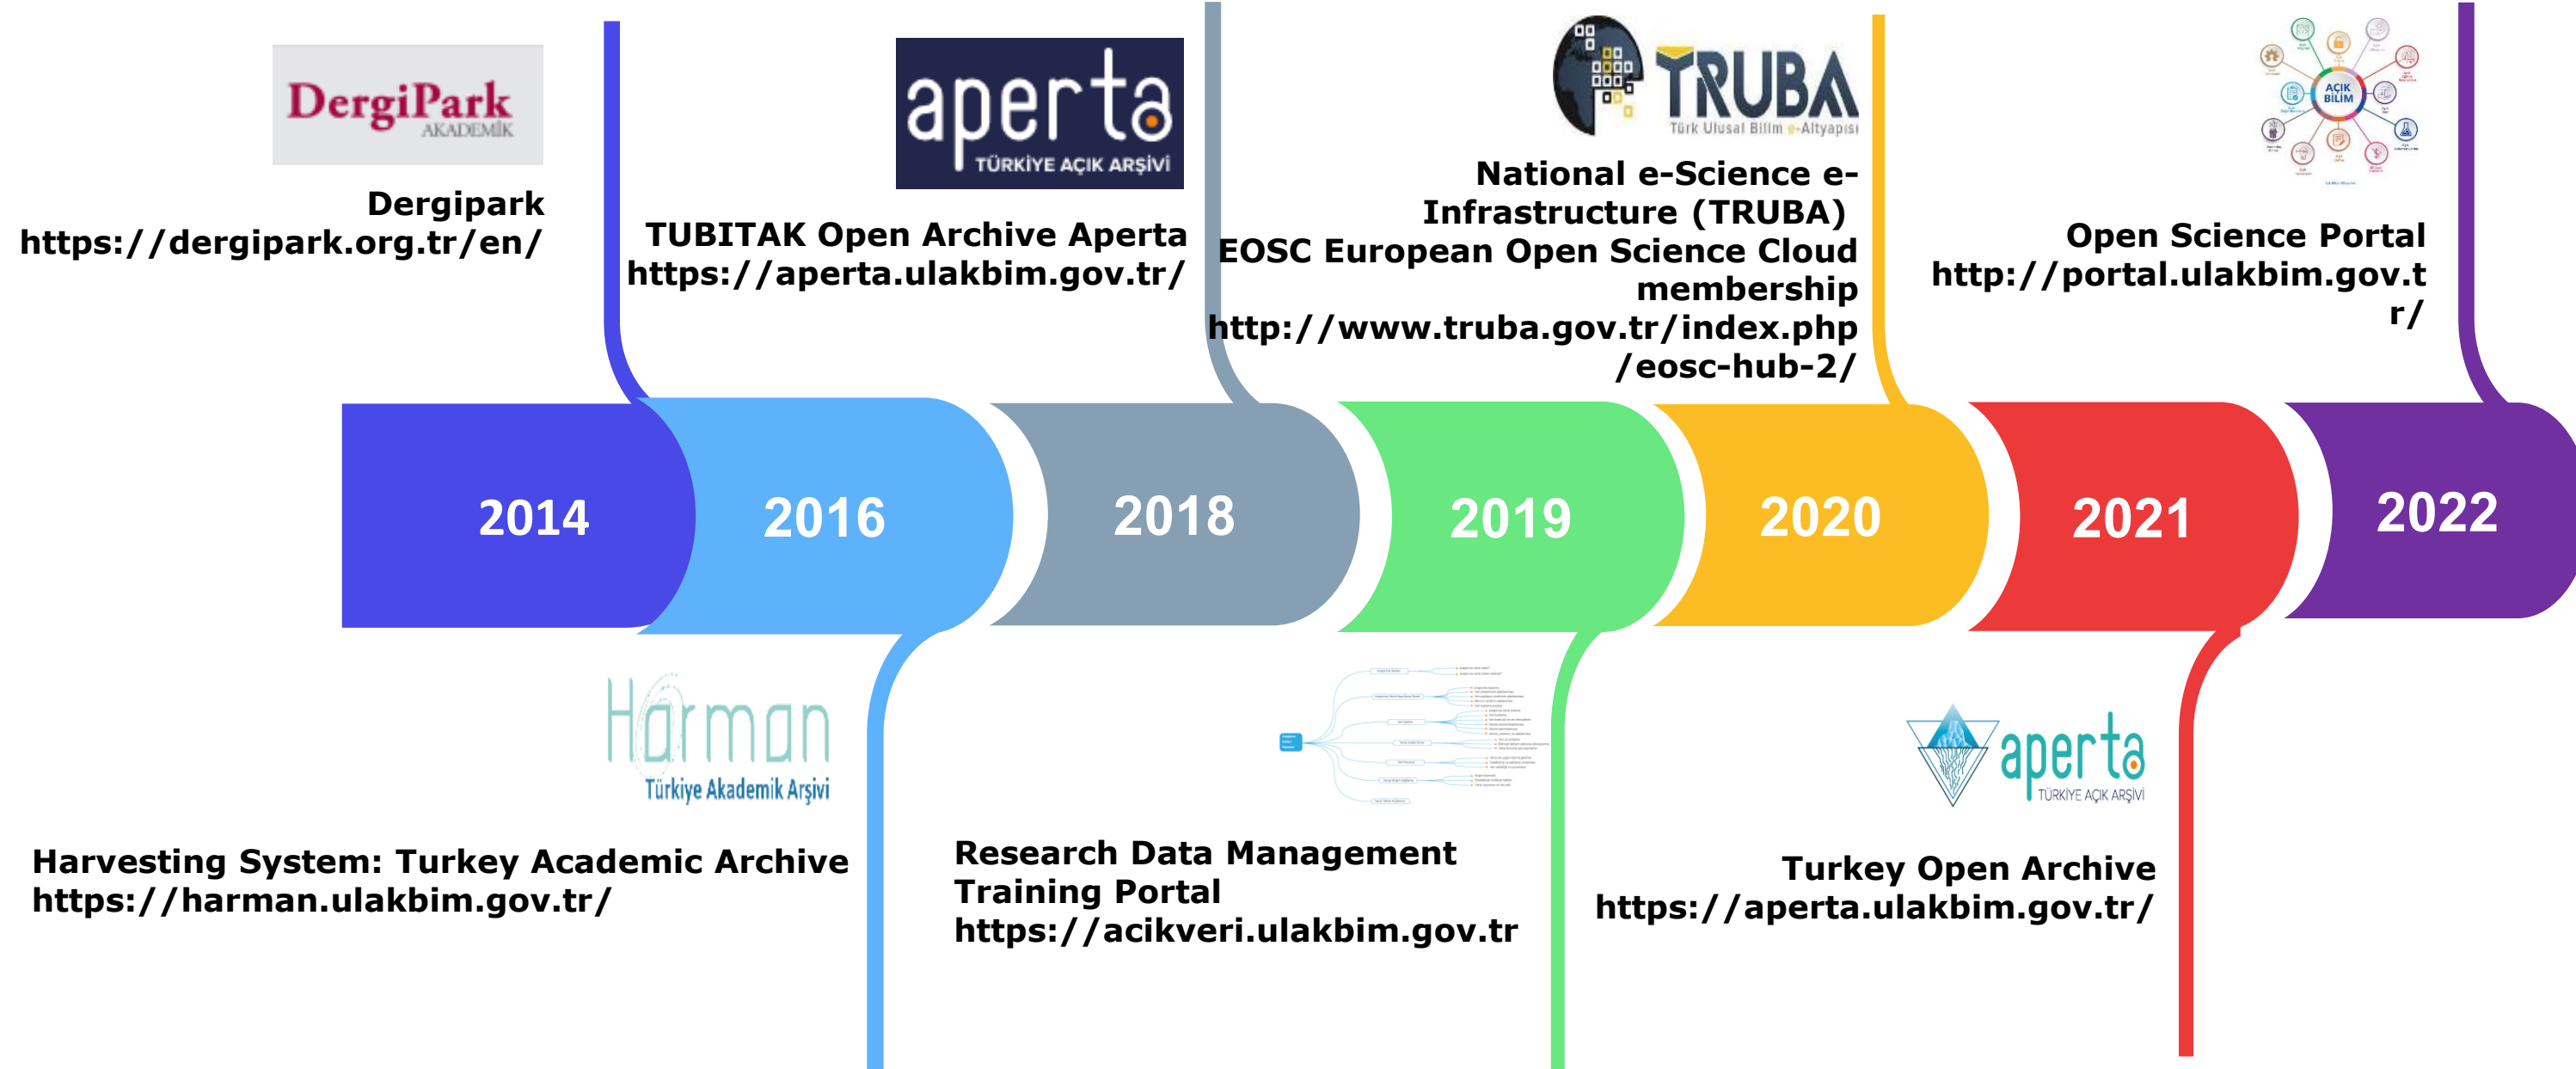 DergiPark
AKADEMİK
Dergipark
https://dergipark.org.tr/en/
aperta
TÜRKİYE AÇIK ARŞİVİ
TUBITAK Open Archive Aperta
https://aperta.ulakbim.gov.tr/
TRUBA
Türk Ulusal Bilim e-Altyapısı
National e-Science e-
Infrastructure (TRUBA)
EOSC European Open Science Cloud
membership
http://www.truba.gov.tr/index.php
/eosc-hub-2/
AÇIK
BİLİM
Open Science Portal
http://portal.ulakbim.gov.t
r/
2014
2016
2018
2019
2020
2021
2022
Harman
Türkiye Akademik Arşivi
Harvesting System: Turkey Academic Archive
https://harman.ulakbim.gov.tr/
Research Data Management
Training Portal
https://acikveri.ulakbim.gov.tr
aperta
TÜRKİYE AÇIK ARŞİVİ
Turkey Open Archive
https://aperta.ulakbim.gov.tr/